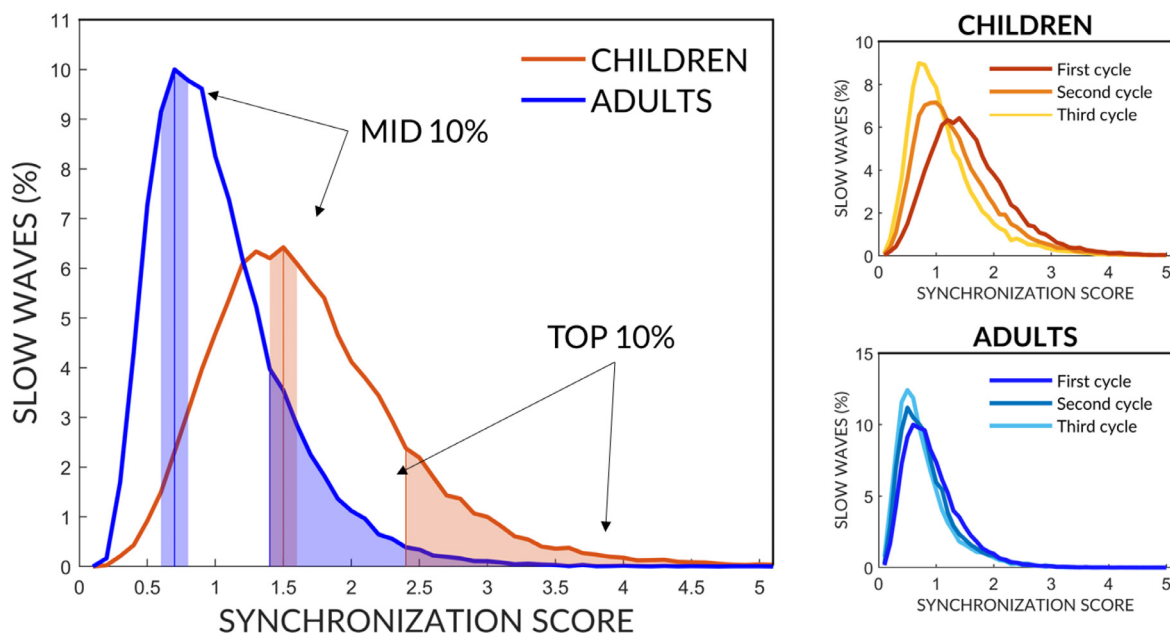 11
10
9
8
7
6
5
4
3
2
1
0
SLOW WAVES (%)
CHILDREN
ADULTS
MID 10%
TOP 10%
0 0.5 1 1.5 2 2.5 3 3.5 4 4.5 5
SYNCHRONIZATION SCORE
CHILDREN
10
8
6
4
2
0
SLOW WAVES (%)
First cycle
Second cycle
Third cycle
0 1 2 3 4 5
SYNCHRONIZATION SCORE
ADULTS
15
10
5
0
SLOW WAVES (%)
First cycle
Second cycle
Third cycle
0 1 2 3 4 5
SYNCHRONIZATION SCORE